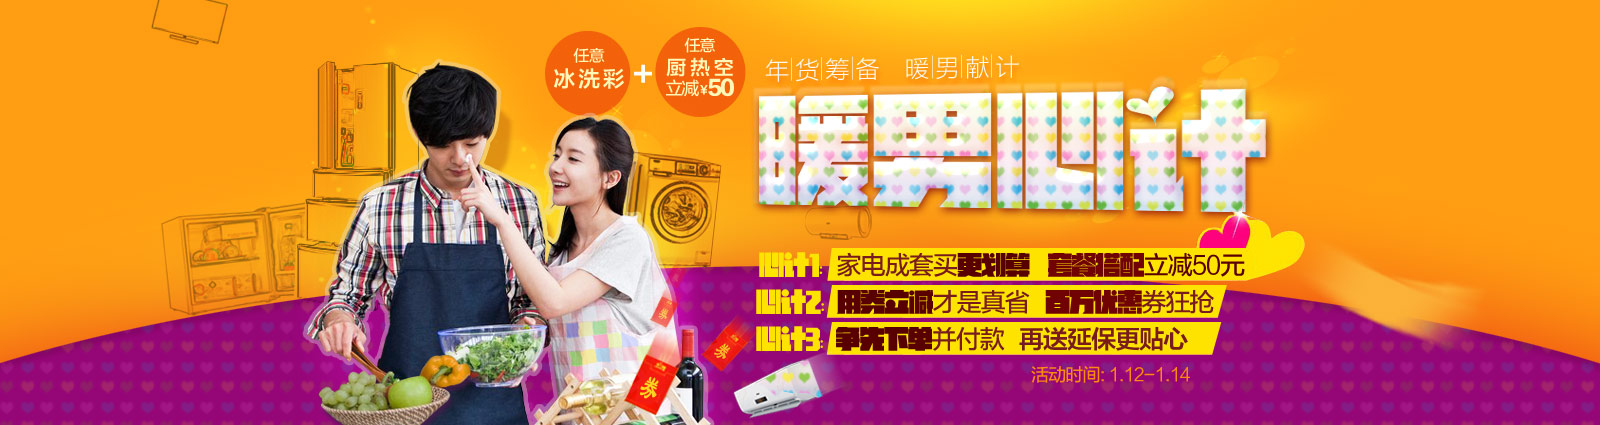 任意
冰洗彩
+
任意
厨热空
立减¥50
年货筹备 暖男献计
暖男心计
心计1: 家电成套买更划算 套餐搭配立减50元
心计2: 用券立减才是真省 百万优惠券狂抢
心计3: 争先下单并付款 再送延保更贴心
活动时间: 1.12-1.14
券
券
券